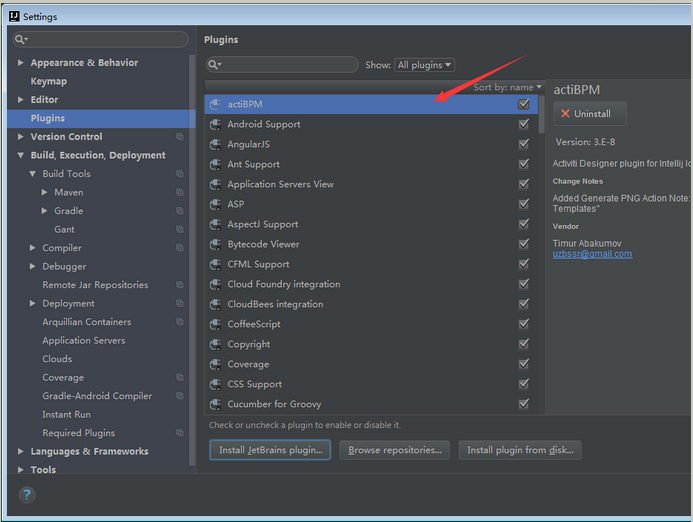 Settings
Appearance & Behavior
Keymap
Editor
Plugins
Version Control
Build, Execution, Deployment
Build Tools
Maven
Gradle
Gant
Compiler
Debugger
Remote Jar Repositories
Deployment
Arquillian Containers
Application Servers
Clouds
Coverage
Gradle-Android Compiler
Instant Run
Required Plugins
Languages & Frameworks
Tools
Plugins
Show: All plugins
Sort by: name
actiBPM
Android Support
AngularJS
Ant Support
Application Servers View
ASP
AspectJ Support
Bytecode Viewer
CFML Support
Cloud Foundry integration
CloudBees integration
CoffeeScript
Copyright
Coverage
CSS Support
Cucumber for Groovy
Check or uncheck a plugin to enable or disable it.
Install JetBrains plugin...
Browse repositories...
Install plugin from disk...
actiBPM
Uninstall
Version: 3.E-8
Activiti Designer plugin for Intellij
Change Notes
Added Generate PNG Action Note:
Templates"
Vendor
Timur Abakumov
uzbssr@gmail.com
?